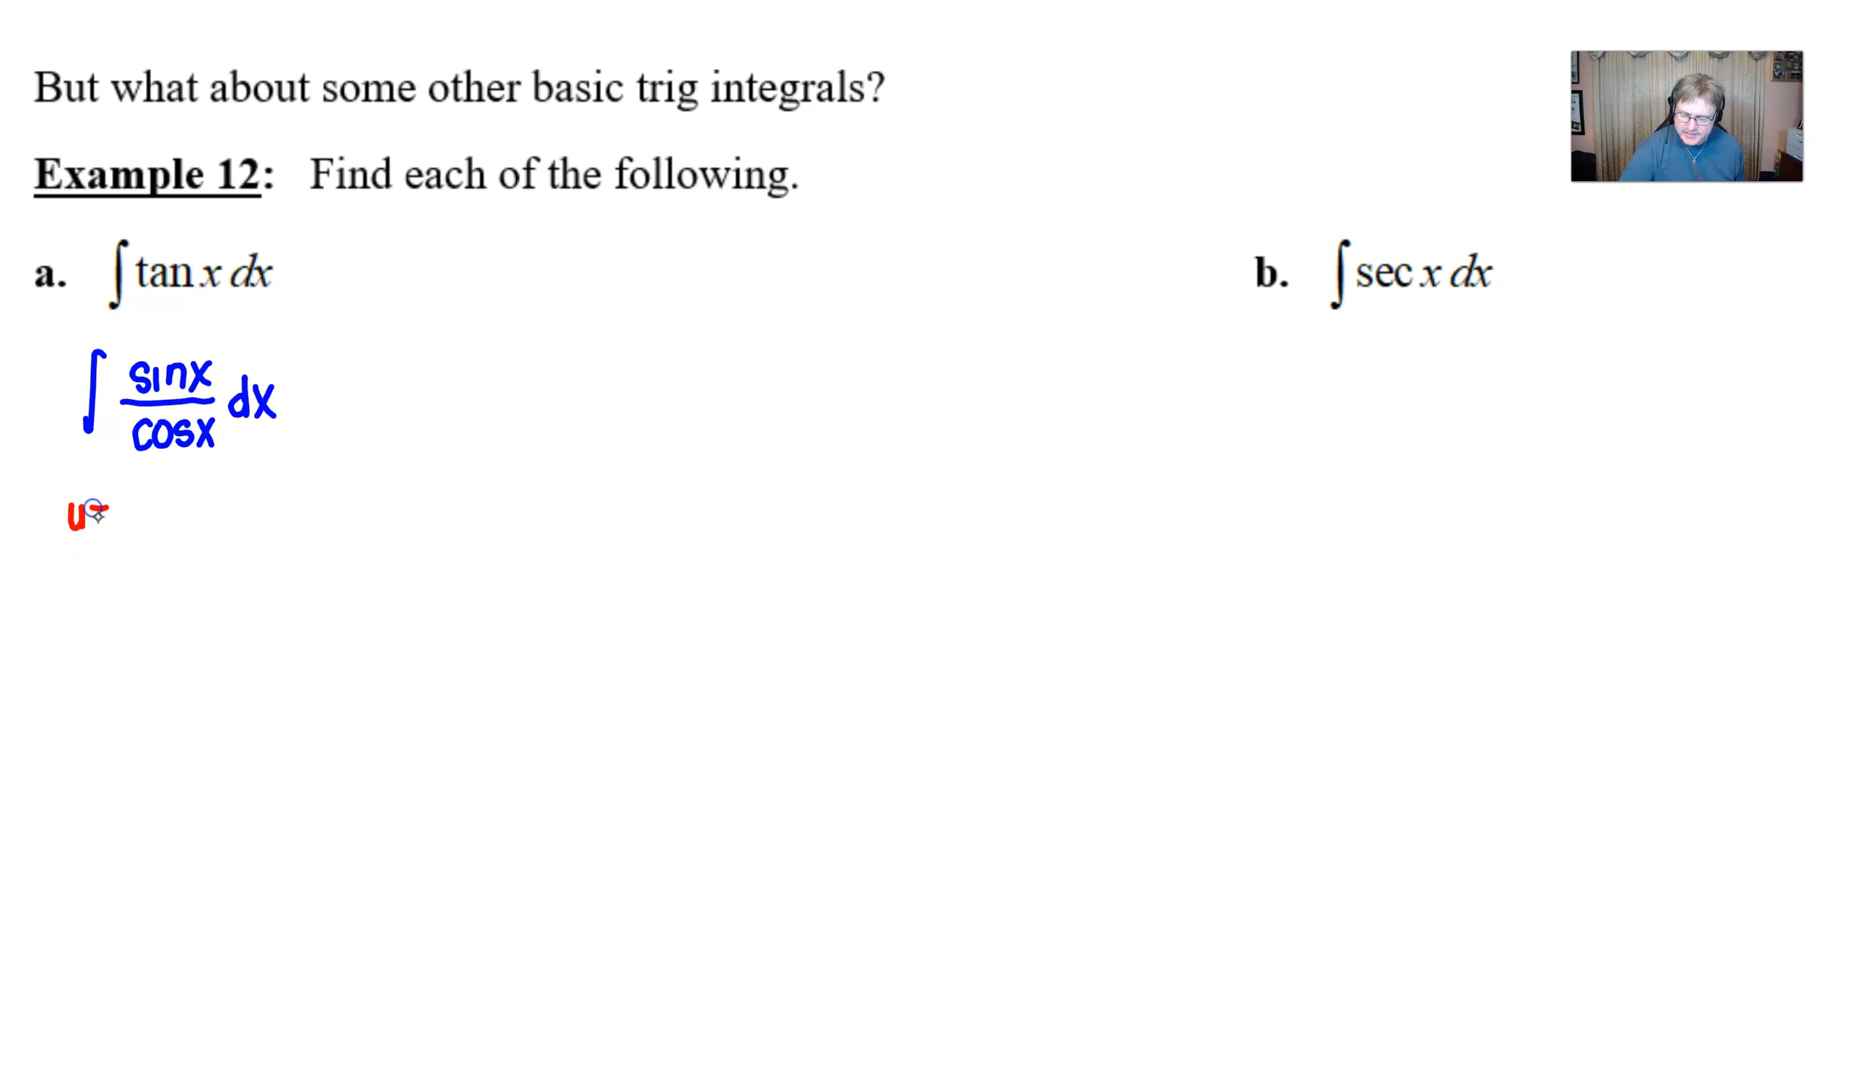 But what about some other basic trig integrals?
Example 12: Find each of the following.
a. ∫ tan x dx
b. ∫ sec x dx
∫ sinx/cosx dx
u=